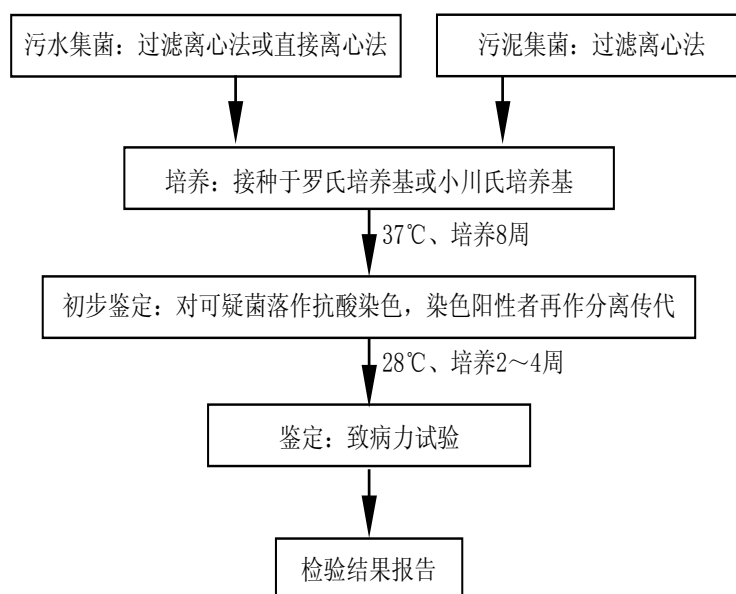 污水集菌：过滤离心法或直接离心法
污泥集菌：过滤离心法
培养：接种于罗氏培养基或小川氏培养基
37℃、培养8周
初步鉴定：对可疑菌落作抗酸染色，染色阳性者再作分离传代
28℃、培养2～4周
鉴定：致病力试验
检验结果报告